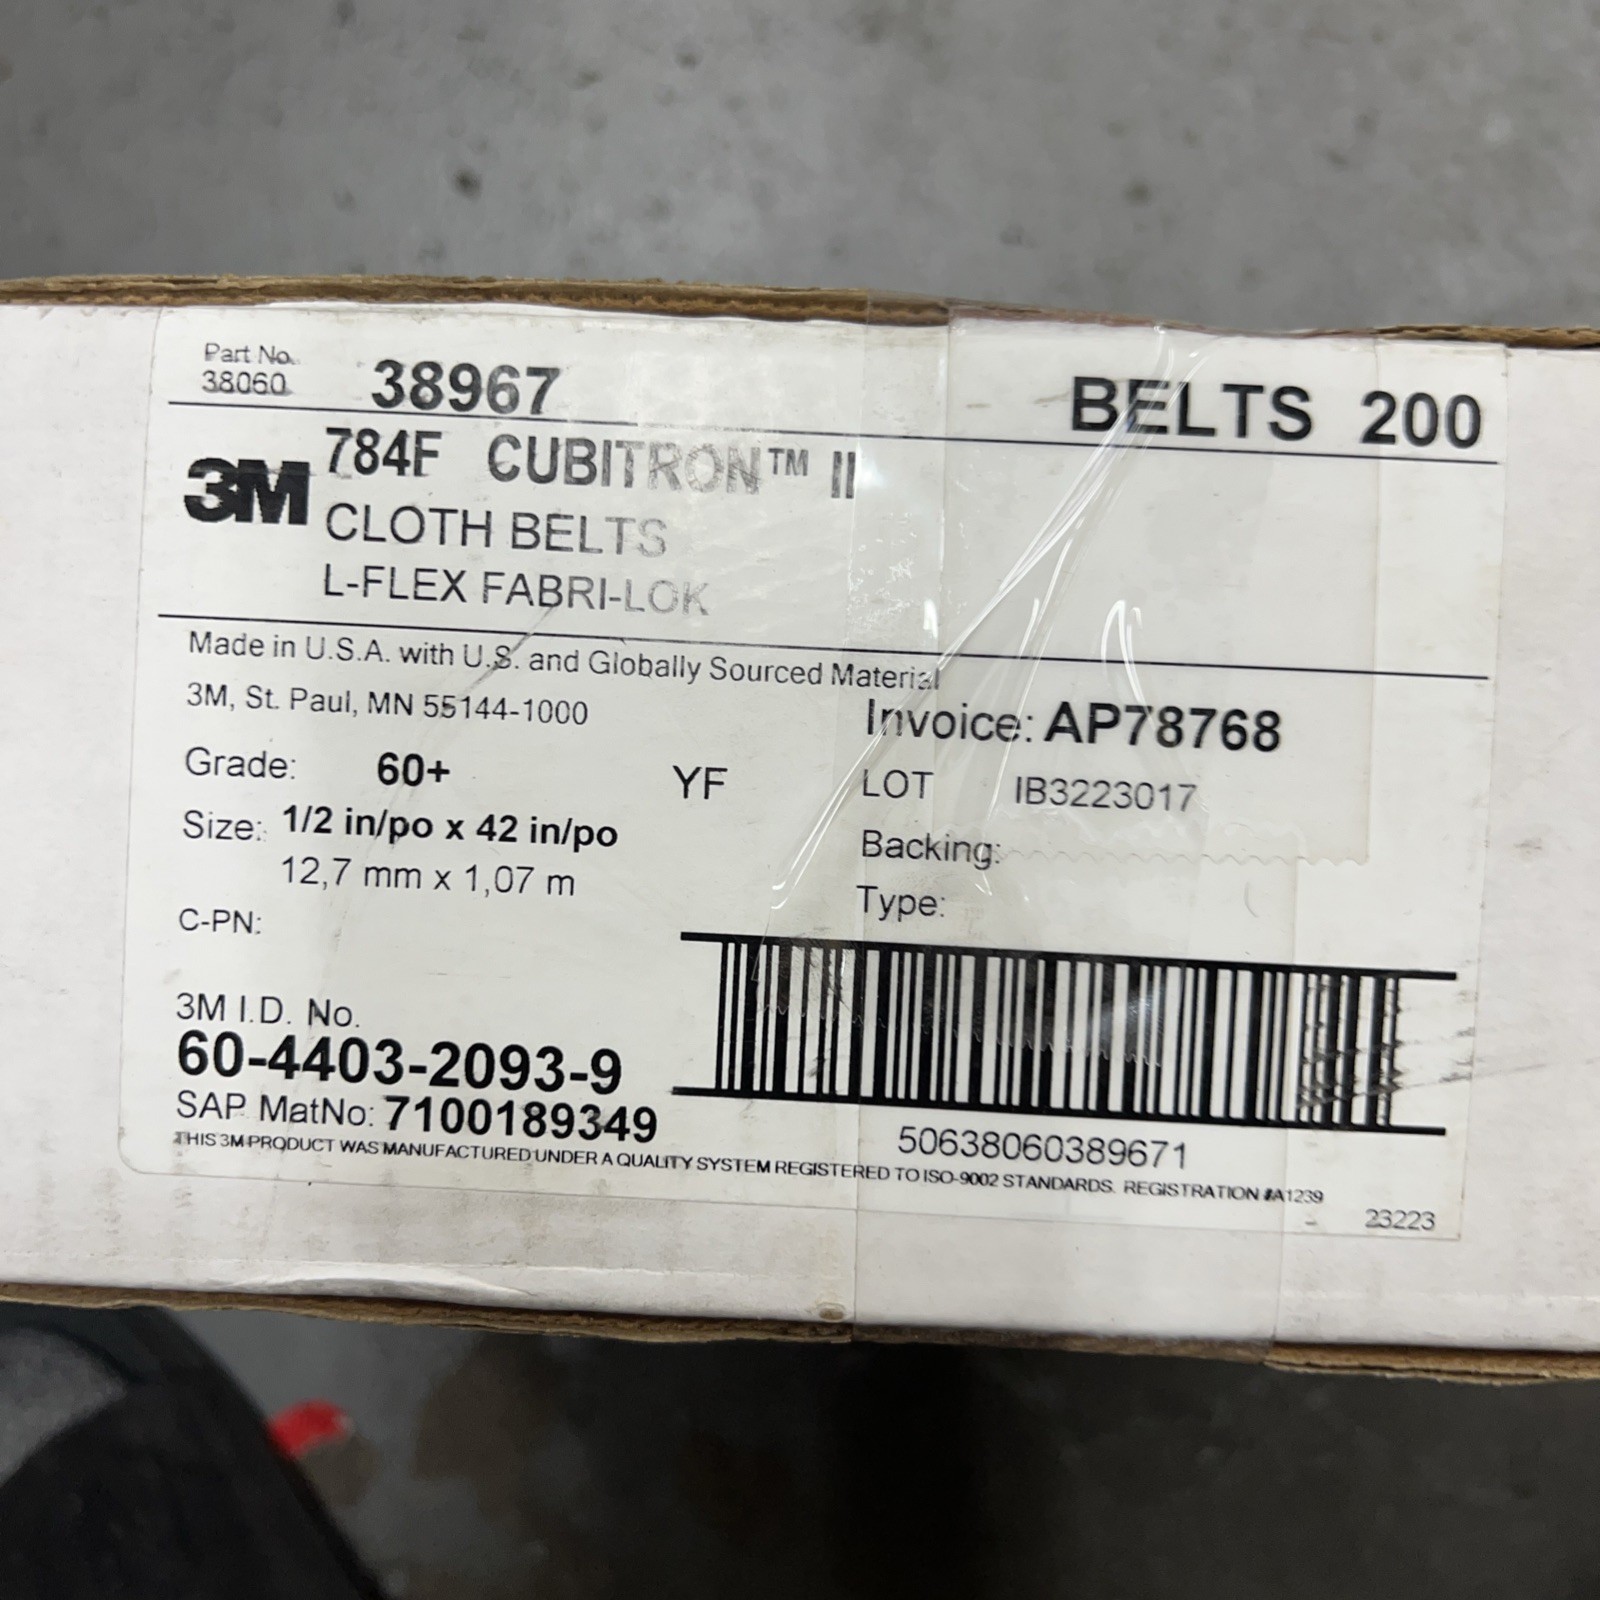 Part No.
38060 38967 BELTS 200
3M 784F CUBITRON™ II
CLOTH BELTS
L-FLEX FABRI-LOK
Made in U.S.A. with U.S. and Globally Sourced Material
3M, St. Paul, MN 55144-1000
Invoice: AP78768
Grade: 60+ YF LOT IB3223017
Size: 1/2 in/po x 42 in/po Backing:
12,7 mm x 1,07 m Type:
C-PN:
3M I.D. No.
60-4403-2093-9
SAP MatNo: 7100189349
50638060389671
THIS 3M PRODUCT WAS MANUFACTURED UNDER A QUALITY SYSTEM REGISTERED TO ISO-9002 STANDARDS. REGISTRATION #A1239
23223